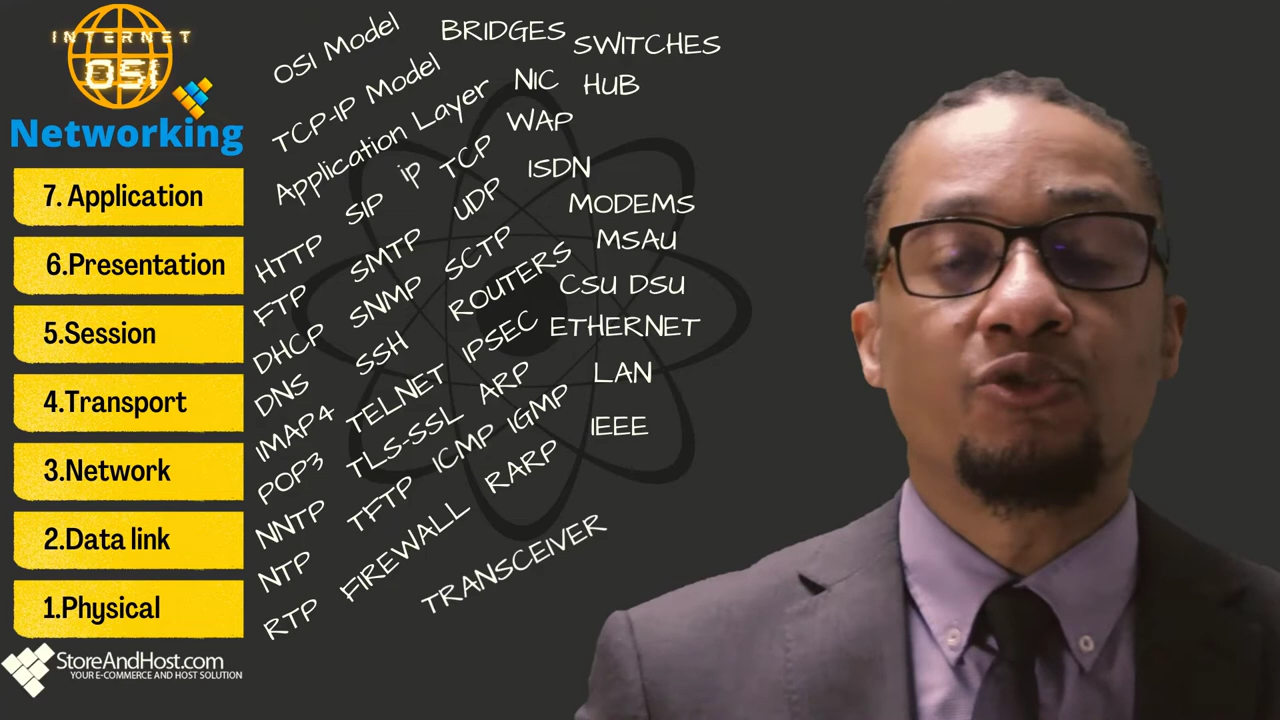 INTERNET
OSI
Networking
7. Application
6.Presentation
5.Session
4.Transport
3.Network
2.Data link
1.Physical
StoreAndHost.com
YOUR E-COMMERCE AND HOST SOLUTION
OSI Model
TCP-IP Model
Application Layer
HTTP
SIP
ip
TCP
FTP
SMTP
UDP
DHCP
SNMP
SCTP
DNS
SSH
ROUTERS
IMAP4
TELNET
IPSEC
POP3
TLS-SSL
ARP
NNTP
TFTP
ICMP
IGMP
NTP
FIREWALL
RARP
RTP
TRANSCEIVER
BRIDGES
SWITCHES
NIC
HUB
WAP
ISDN
MODEMS
MSAU
CSU DSU
ETHERNET
LAN
IEEE